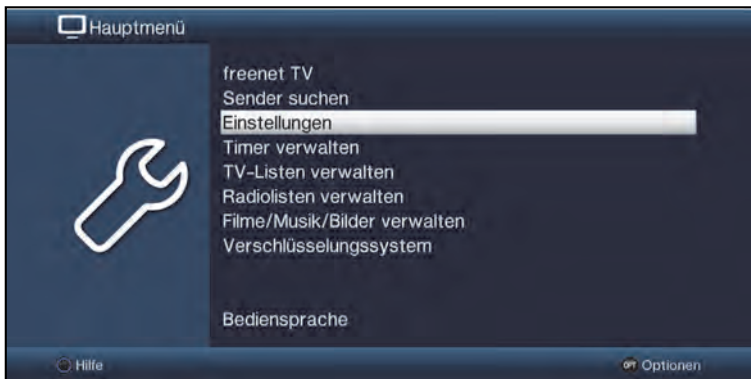 Hauptmenü
freenet TV
Sender suchen
Einstellungen
Timer verwalten
TV-Listen verwalten
Radiolisten verwalten
Filme/Musik/Bilder verwalten
Verschlüsselungssystem
Bediensprache
Hilfe
OPT Optionen